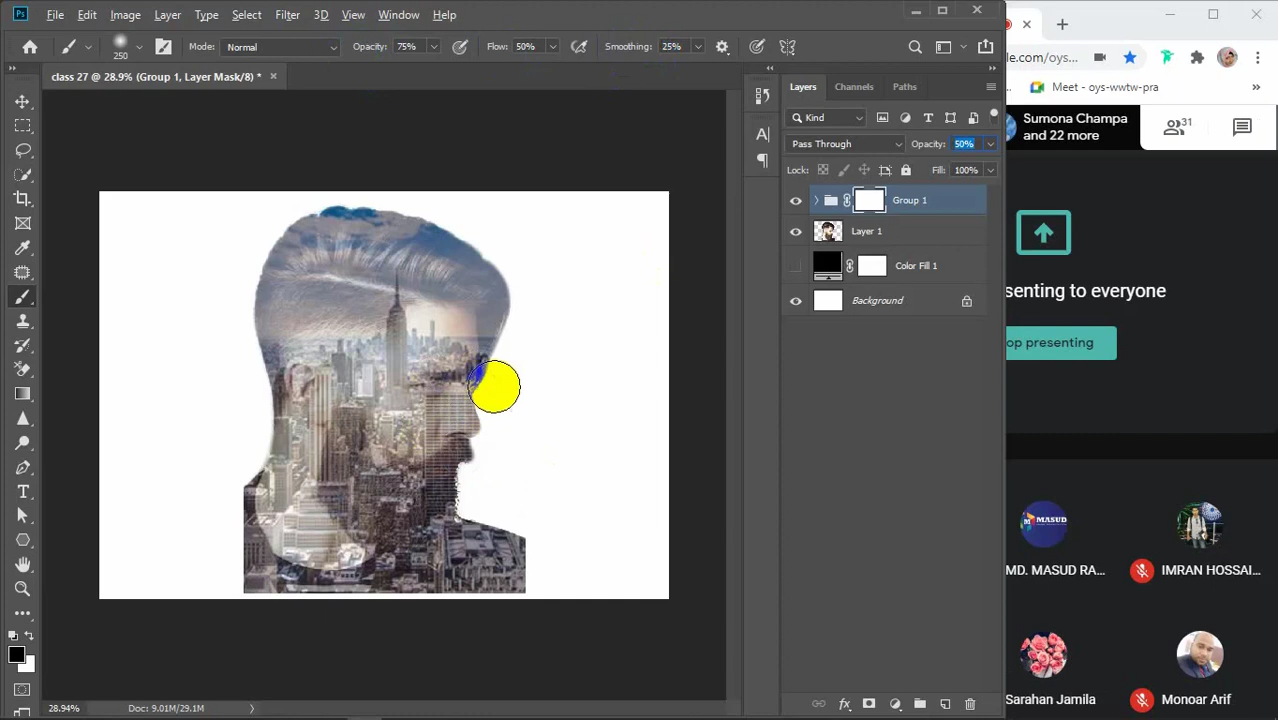 Ps File Edit Image Layer Type Select Filter 3D View Window Help
250 Mode: Normal Opacity: 75% Flow: 50% Smoothing: 25%
class 27 @ 28.9% (Group 1, Layer Mask/8) *
Layers Channels Paths
Kind
Pass Through Opacity: 50%
Lock: Fill: 100%
Group 1
Layer 1
Color Fill 1
Background
28.94% Doc: 9.01M/29.1M
le.com/oys...
Meet - oys-wwtw-pra
Sumona Champa
and 22 more
31
senting to everyone
op presenting
MASUD
MD. MASUD RA...
IMRAN HOSSAI...
Sarahan Jamila
Monoar Arif